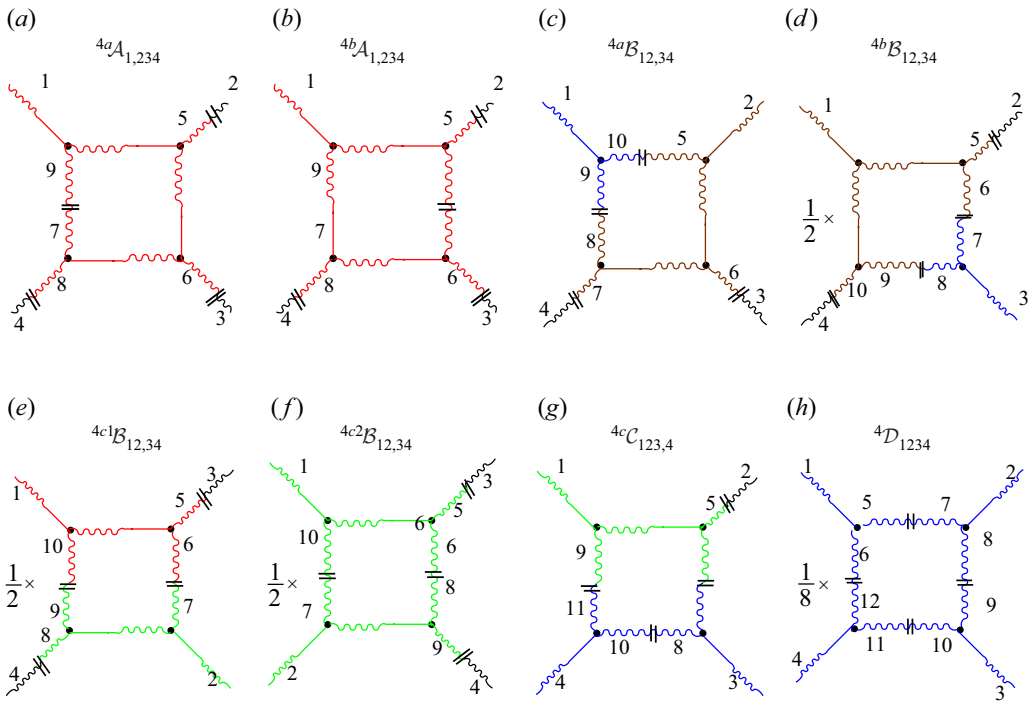 (a) (b) (c) (d)
4aA1,234 4bA1,234 4aB12,34 4bB12,34
1 5 2 9 7 8 6 4 3
1 5 2 9 7 8 6 4 3
1 10 5 2 9 8 7 6 4 3
1 2 5 6 1/2 × 7 9 8 10 4 3
(e) (f) (g) (h)
4c1B12,34 4c2B12,34 4cC123,4 4D1234
1 3 5 10 6 1/2 × 9 7 8 4 2
1 3 5 6 10 6 1/2 × 8 7 9 2 4
1 2 5 9 11 10 8 4 3
1 2 5 7 6 8 1/8 × 12 9 11 10 4 3